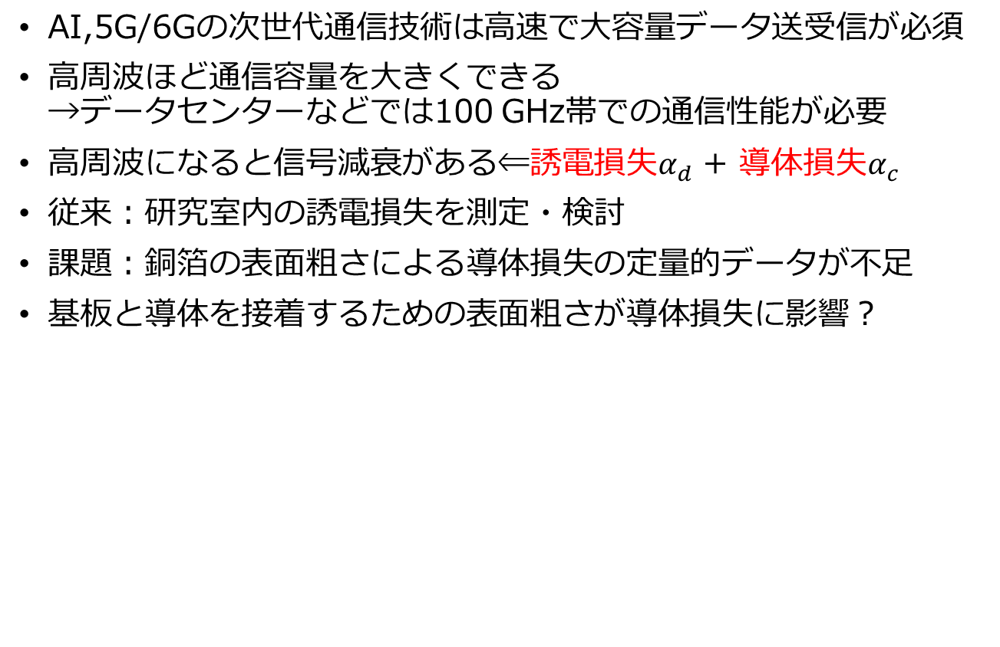 • AI,5G/6Gの次世代通信技術は高速で大容量データ送受信が必須
• 高周波ほど通信容量を大きくできる
→データセンターなどでは100 GHz帯での通信性能が必要
• 高周波になると信号減衰がある⇐誘電損失𝛼𝑑 + 導体損失𝛼𝑐
• 従来：研究室内の誘電損失を測定・検討
• 課題：銅箔の表面粗さによる導体損失の定量的データが不足
• 基板と導体を接着するための表面粗さが導体損失に影響？